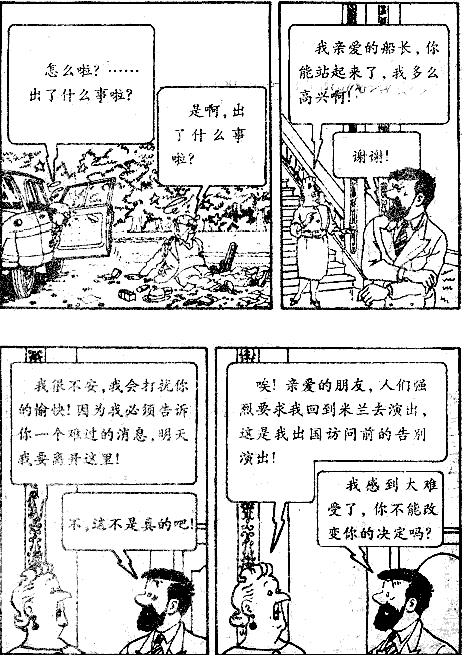 怎么啦？……
出了什么事啦？
是啊，出
了什么事
啦？
我亲爱的船长，你
能站起来了，我多么
高兴啊！
谢谢！
我很不安，我会打扰你
的愉快！因为我必须告诉
你一个难过的消息，明天
我要离开这里！
不，这不是真的吧！
唉！亲爱的朋友，人们强
烈要求我回到米兰去演出，
这是我出国访问前的告别
演出！
我感到太难
受了，你不能改
变你的决定吗？